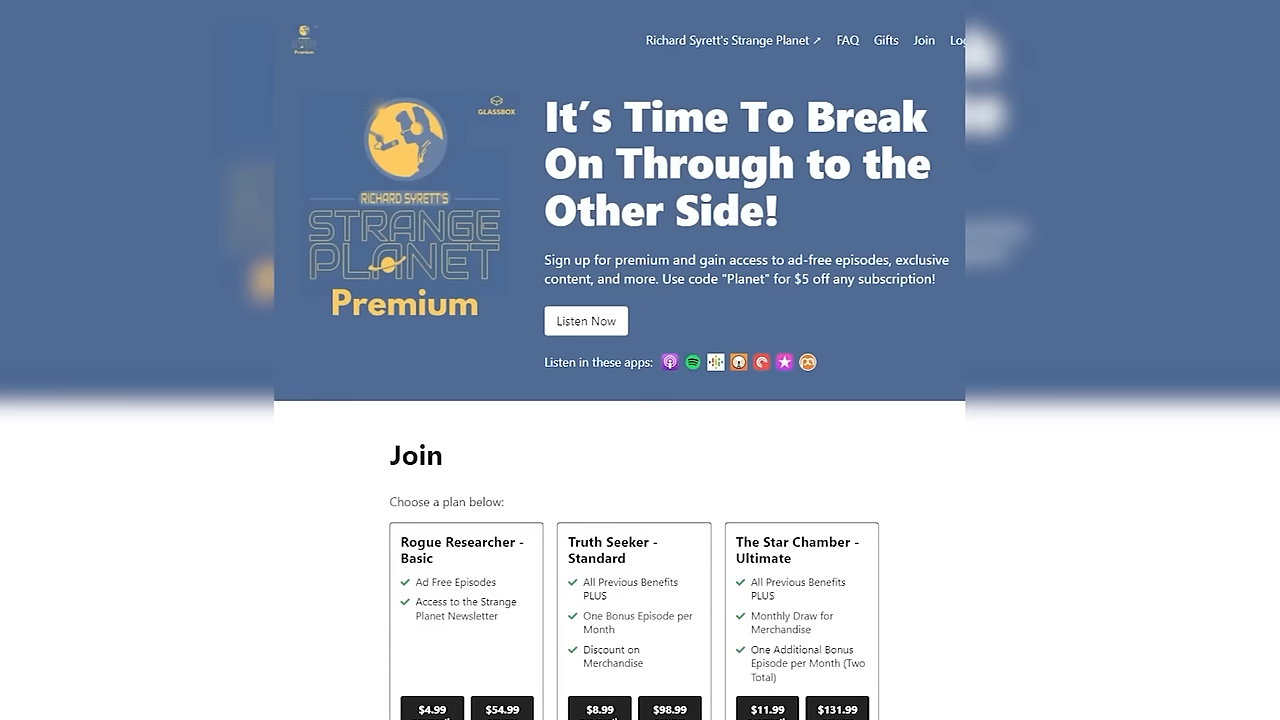 Premium
Richard Syrett's Strange Planet ↗ FAQ Gifts Join
GLASSBOX
RICHARD SYRETT'S
STRANGE
PLANET
Premium
It's Time To Break
On Through to the
Other Side!
Sign up for premium and gain access to ad-free episodes, exclusive
content, and more. Use code "Planet" for $5 off any subscription!
Listen Now
Listen in these apps:
Join
Choose a plan below:
Rogue Researcher -
Basic
Ad Free Episodes
Access to the Strange
Planet Newsletter
$4.99 $54.99
Truth Seeker -
Standard
All Previous Benefits
PLUS
One Bonus Episode per
Month
Discount on
Merchandise
$8.99 $98.99
The Star Chamber -
Ultimate
All Previous Benefits
PLUS
Monthly Draw for
Merchandise
One Additional Bonus
Episode per Month (Two
Total)
$11.99 $131.99